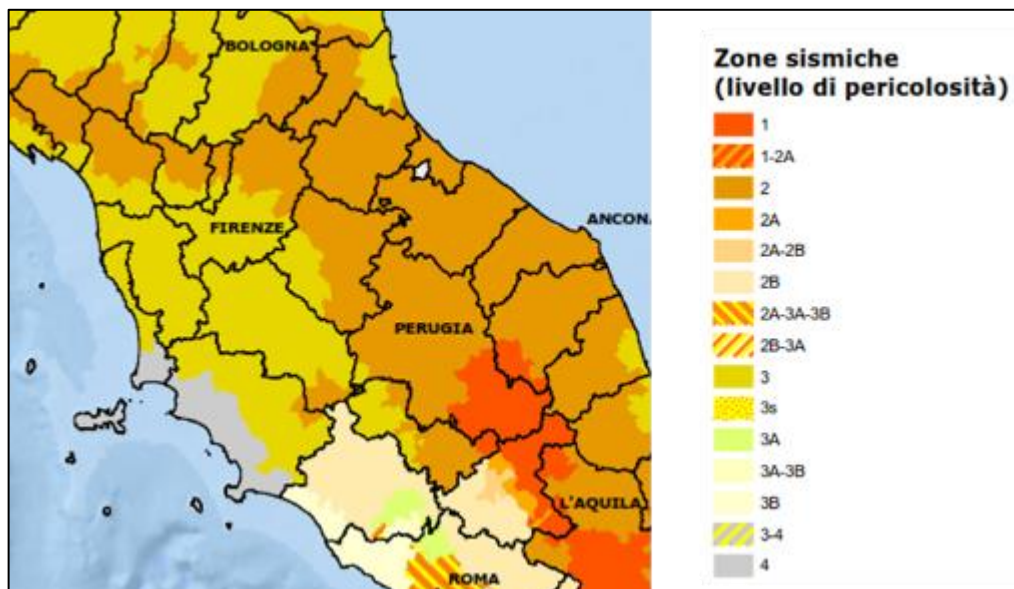 BOLOGNA
FIRENZE
ANCONA
PERUGIA
L'AQUILA
ROMA
Zone sismiche
(livello di pericolosità)
1
1-2A
2
2A
2A-2B
2B
2A-3A-3B
2B-3A
3
3s
3A
3A-3B
3B
3-4
4